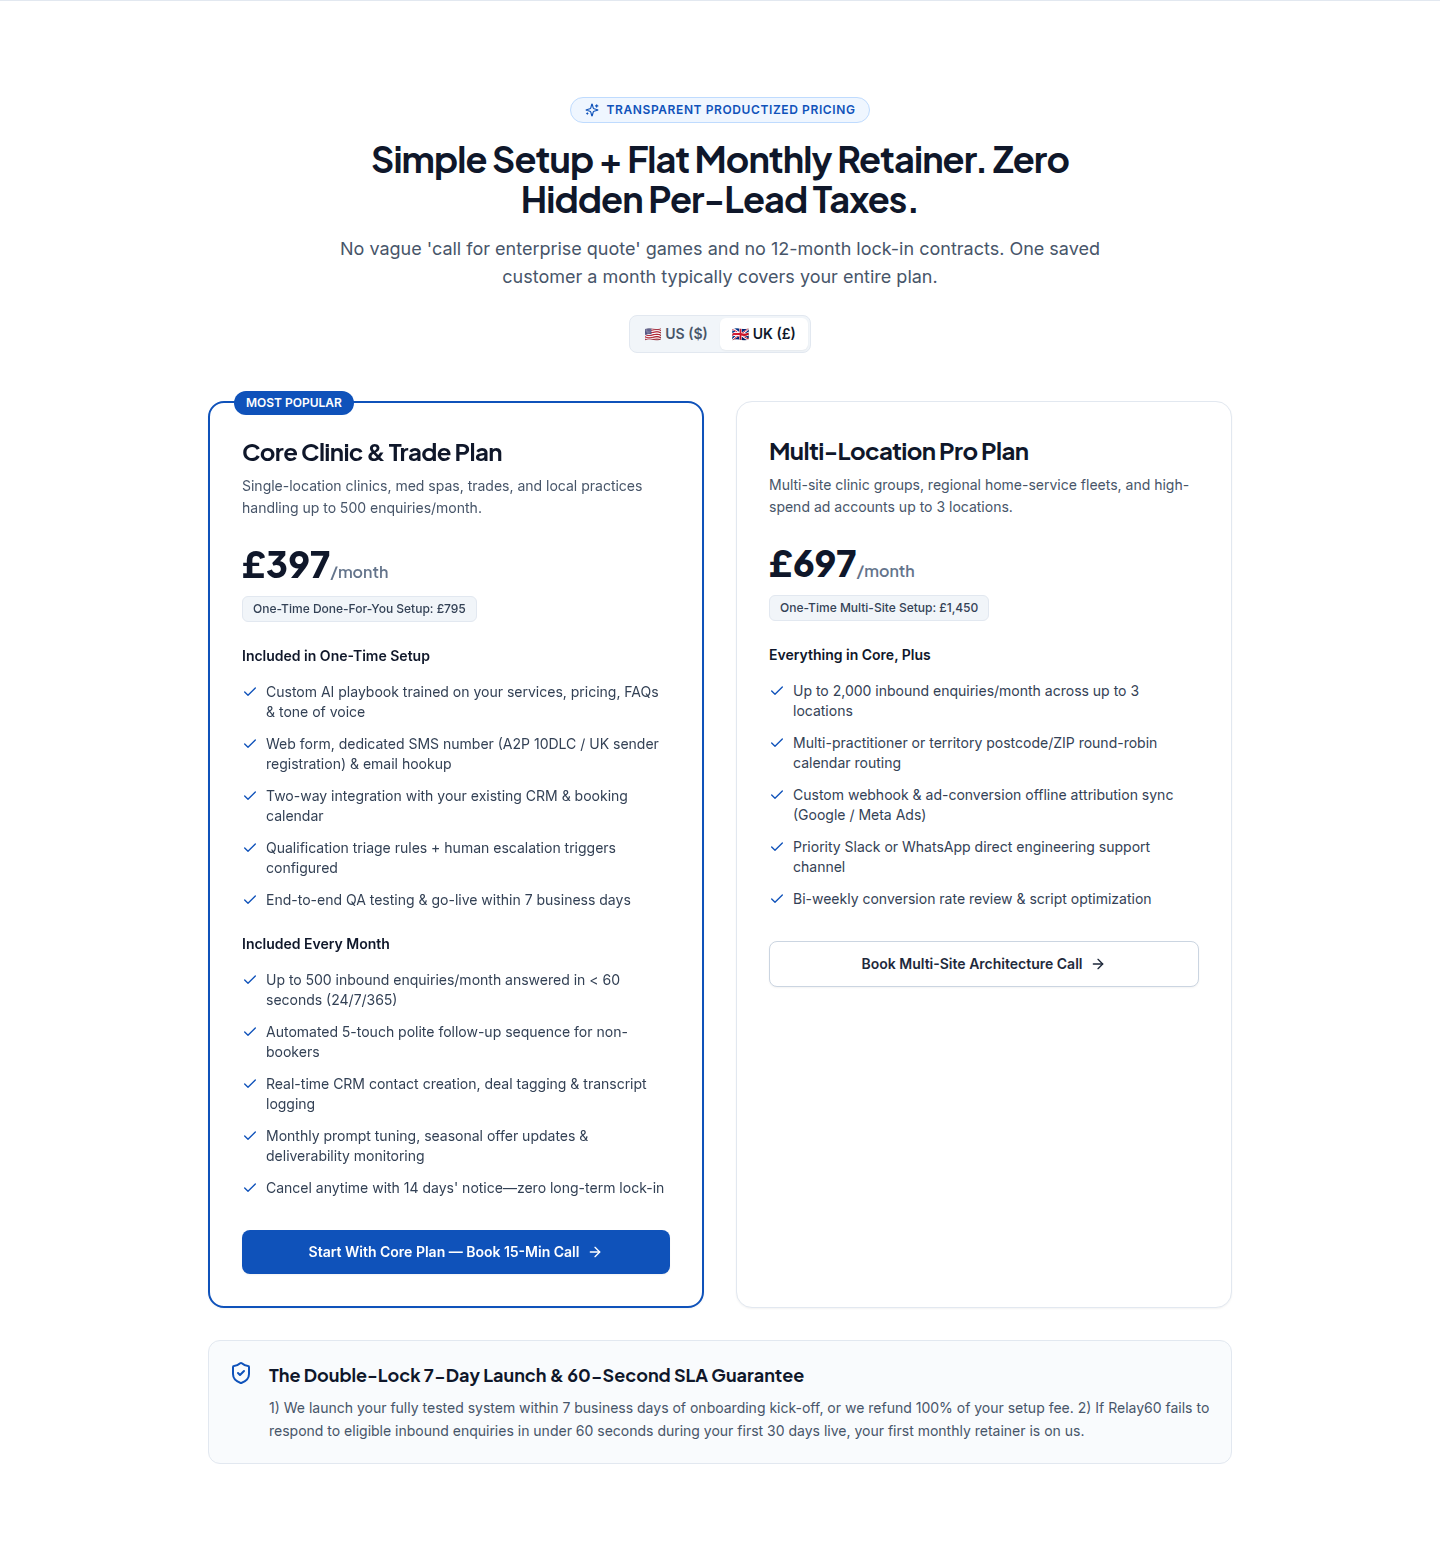 TRANSPARENT PRODUCTIZED PRICING
Simple Setup + Flat Monthly Retainer. Zero
Hidden Per-Lead Taxes.
No vague 'call for enterprise quote' games and no 12-month lock-in contracts. One saved
customer a month typically covers your entire plan.
🇺🇸 US ($)
🇬🇧 UK (£)
MOST POPULAR
Core Clinic & Trade Plan
Single-location clinics, med spas, trades, and local practices
handling up to 500 enquiries/month.
£397/month
One-Time Done-For-You Setup: £795
Included in One-Time Setup
Custom AI playbook trained on your services, pricing, FAQs
& tone of voice
Web form, dedicated SMS number (A2P 10DLC / UK sender
registration) & email hookup
Two-way integration with your existing CRM & booking
calendar
Qualification triage rules + human escalation triggers
configured
End-to-end QA testing & go-live within 7 business days
Included Every Month
Up to 500 inbound enquiries/month answered in < 60
seconds (24/7/365)
Automated 5-touch polite follow-up sequence for non-
bookers
Real-time CRM contact creation, deal tagging & transcript
logging
Monthly prompt tuning, seasonal offer updates &
deliverability monitoring
Cancel anytime with 14 days' notice—zero long-term lock-in
Start With Core Plan — Book 15-Min Call
Multi-Location Pro Plan
Multi-site clinic groups, regional home-service fleets, and high-
spend ad accounts up to 3 locations.
£697/month
One-Time Multi-Site Setup: £1,450
Everything in Core, Plus
Up to 2,000 inbound enquiries/month across up to 3
locations
Multi-practitioner or territory postcode/ZIP round-robin
calendar routing
Custom webhook & ad-conversion offline attribution sync
(Google / Meta Ads)
Priority Slack or WhatsApp direct engineering support
channel
Bi-weekly conversion rate review & script optimization
Book Multi-Site Architecture Call
The Double-Lock 7-Day Launch & 60-Second SLA Guarantee
1) We launch your fully tested system within 7 business days of onboarding kick-off, or we refund 100% of your setup fee. 2) If Relay60 fails to
respond to eligible inbound enquiries in under 60 seconds during your first 30 days live, your first monthly retainer is on us.